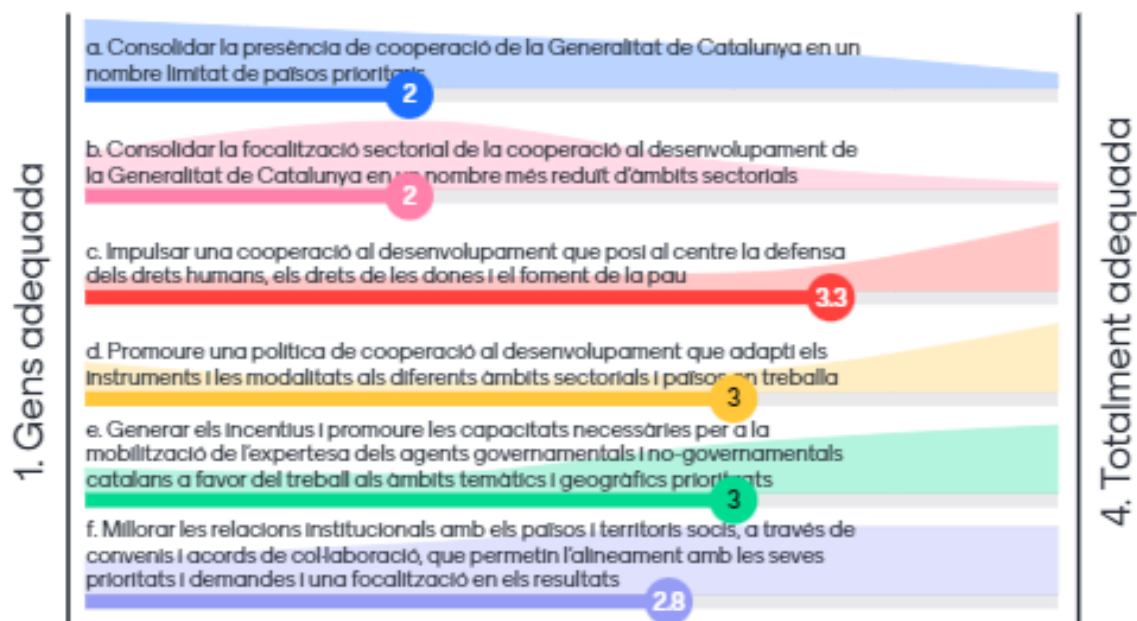 1. Gens adequada
a. Consolidar la presència de cooperació de la Generalitat de Catalunya en un
nombre limitat de països prioritaris
2
b. Consolidar la focalització sectorial de la cooperació al desenvolupament de
la Generalitat de Catalunya en un nombre més reduït d'àmbits sectorials
2
c. Impulsar una cooperació al desenvolupament que posi al centre la defensa
dels drets humans, els drets de les dones i el foment de la pau
3.3
d. Promoure una política de cooperació al desenvolupament que adapti els
instruments i les modalitats als diferents àmbits sectorials i països en treballa
3
e. Generar els incentius i promoure les capacitats necessàries per a la
mobilització de l'expertesa dels agents governamentals i no-governamentals
catalans a favor del treball als àmbits temàtics i geogràfics prioritzats
3
f. Millorar les relacions institucionals amb els països i territoris socis, a través de
convenis i acords de col·laboració, que permetin l'alineament amb les seves
prioritats i demandes i una focalització en els resultats
2.8
4. Totalment adequada